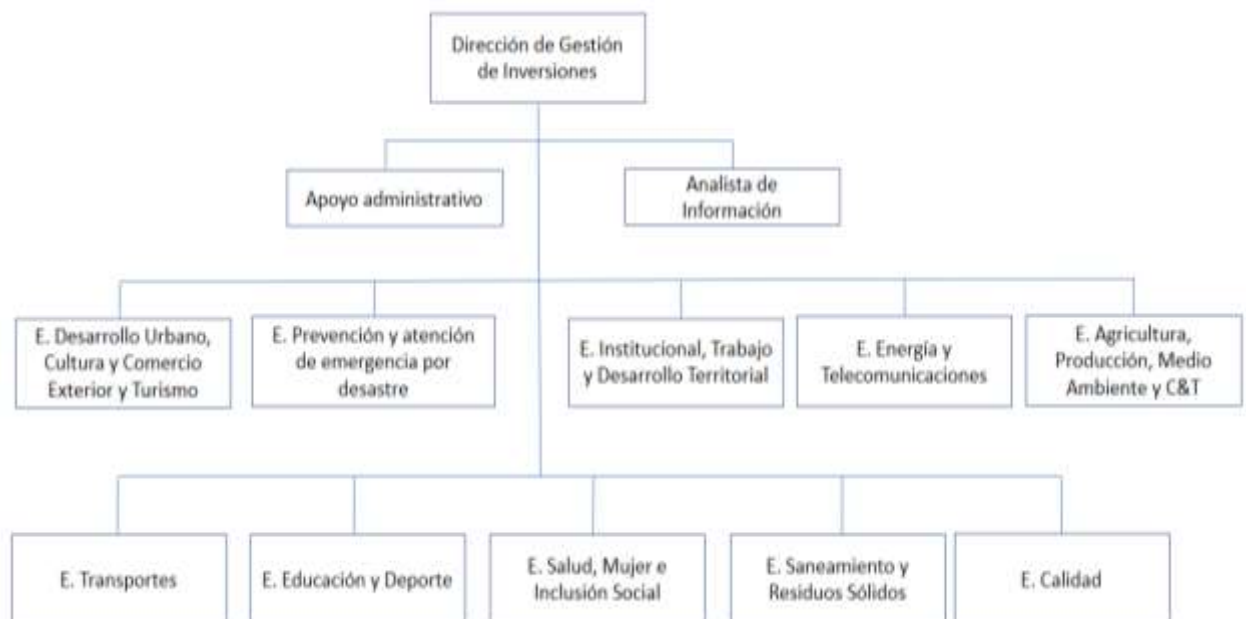 Dirección de Gestión
de Inversiones
Apoyo administrativo
Analista de
Información
E. Desarrollo Urbano,
Cultura y Comercio
Exterior y Turismo
E. Prevención y atención
de emergencia por
desastre
E. Institucional, Trabajo
y Desarrollo Territorial
E. Energía y
Telecomunicaciones
E. Agricultura,
Producción, Medio
Ambiente y C&T
E. Transportes
E. Educación y Deporte
E. Salud, Mujer e
Inclusión Social
E. Saneamiento y
Residuos Sólidos
E. Calidad